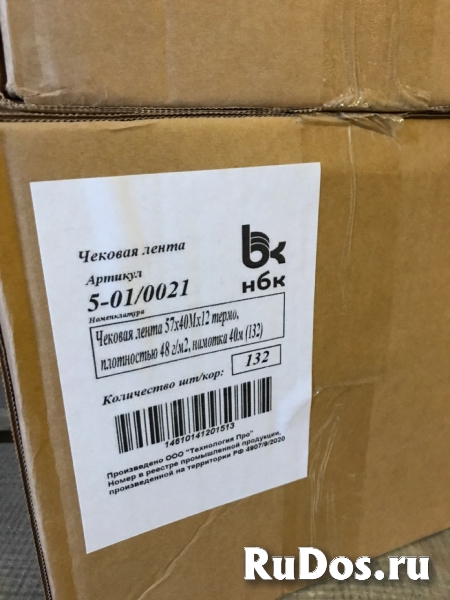 Чековая лента
Артикул
5-01/0021
Номенклатура
Чековая лента 57х40Мх12 термо,
плотностью 48 г/м2, намотка 40м (132)
Количество шт/кор: 132
14610141201513
Произведено ООО "Технология Про"
Номер в реестре промышленной продукции,
произведенной на территории РФ 4907/9/2020
bk
нбк
RuDos.ru